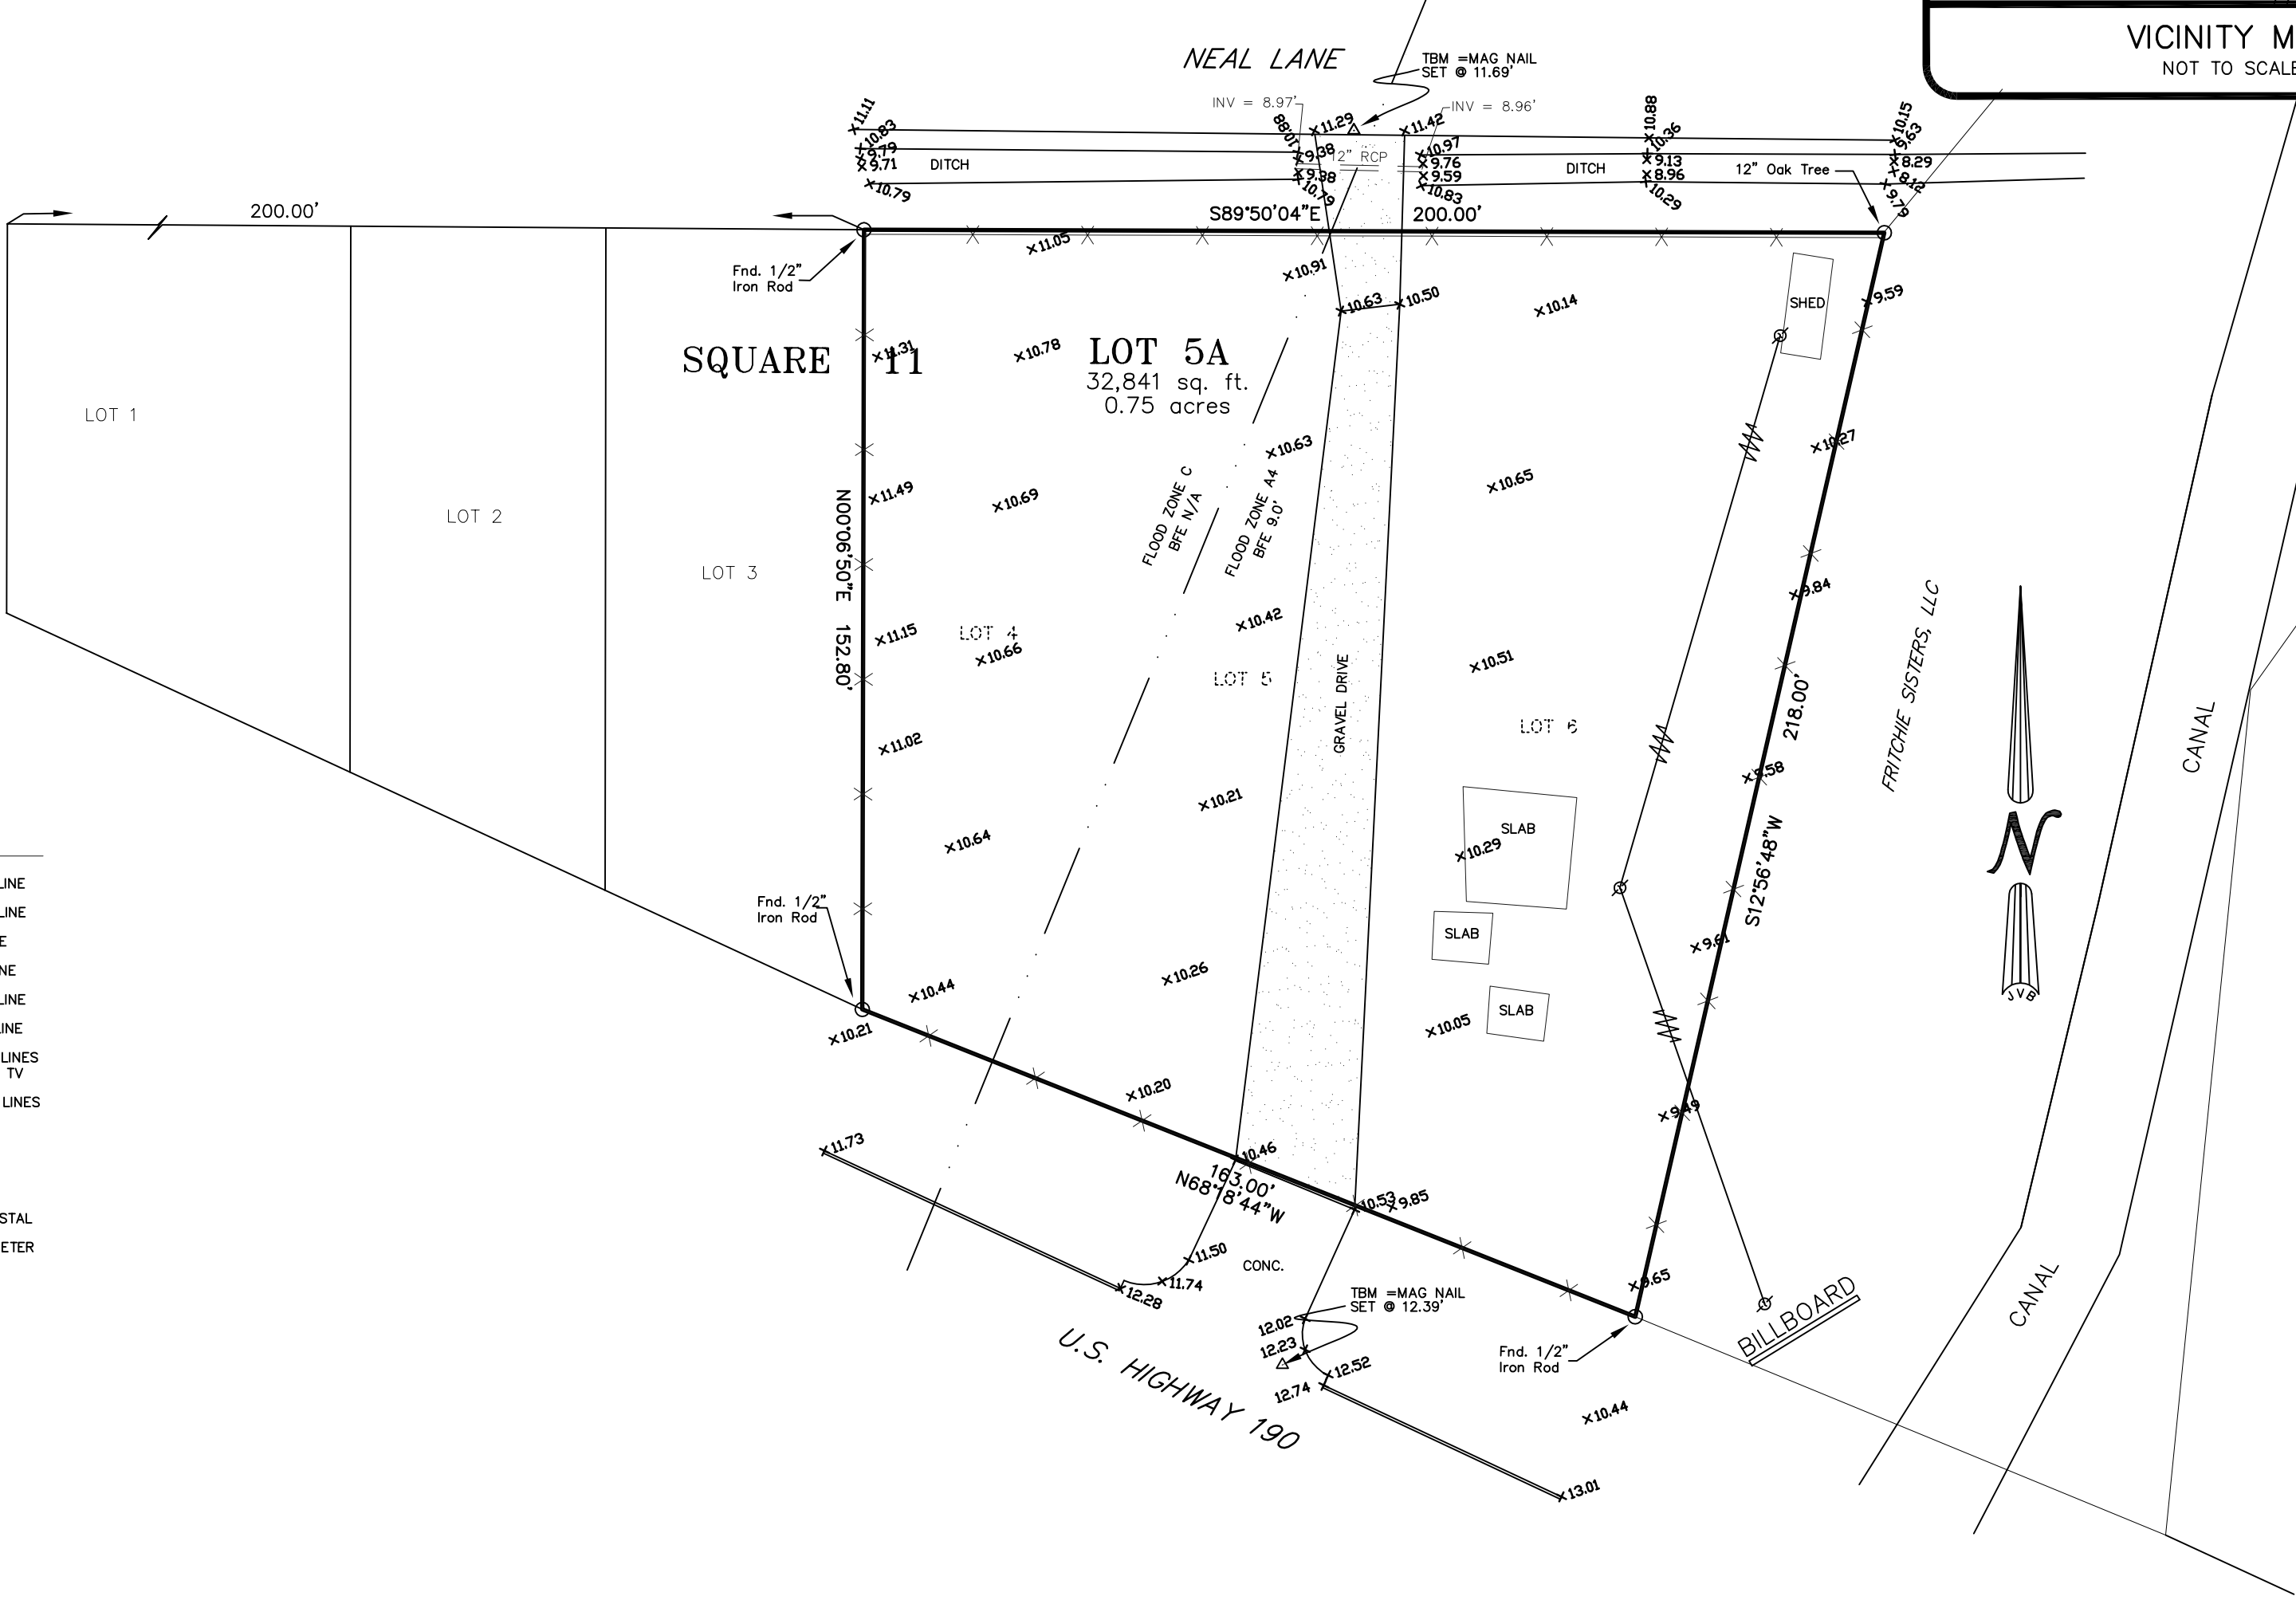 VICINITY M
NOT TO SCALE
NEAL LANE
TBM =MAG NAIL
SET @ 11.69'
INV = 8.97'
INV = 8.96'
11.11
10.83
9.79
9.71
10.79
DITCH
10.88
9.38
9.38
10.79
11.29
12" RCP
11.42
10.97
9.76
9.59
10.83
DITCH
10.88
10.36
9.13
8.96
10.29
12" Oak Tree
10.15
9.63
8.29
8.12
9.79
200.00'
S89°50'04"E 200.00'
Fnd. 1/2"
Iron Rod
11.05
10.91
10.63
10.50
10.14
SHED
9.59
SQUARE 11
11.31
10.78
LOT 5A
32,841 sq. ft.
0.75 acres
LOT 1
LOT 2
LOT 3
N00°06'50"E 152.80'
11.49
10.69
10.63
FLOOD ZONE C
BFE N/A
FLOOD ZONE A4
BFE 9.0'
10.65
10.27
9.84
11.15
LOT 4
10.66
10.42
LOT 5
GRAVEL DRIVE
10.51
LOT 6
218.00'
S12°56'48"W
FRITCHIE SISTERS, LLC
CANAL
N
JVB
11.02
10.64
10.21
9.58
SLAB
10.29
SLAB
SLAB
9.61
Fnd. 1/2"
Iron Rod
10.44
10.21
10.26
10.05
10.20
9.49
11.73
10.46
163.00'
N68°18'44"W
10.53
9.85
11.50
11.74
12.28
CONC.
TBM =MAG NAIL
SET @ 12.39'
12.02
12.23
12.52
12.74
9.65
Fnd. 1/2"
Iron Rod
BILLBOARD
CANAL
U.S. HIGHWAY 190
10.44
13.01
LINE
LINE
E
NE
LINE
LINE
LINES
TV
LINES
STAL
ETER